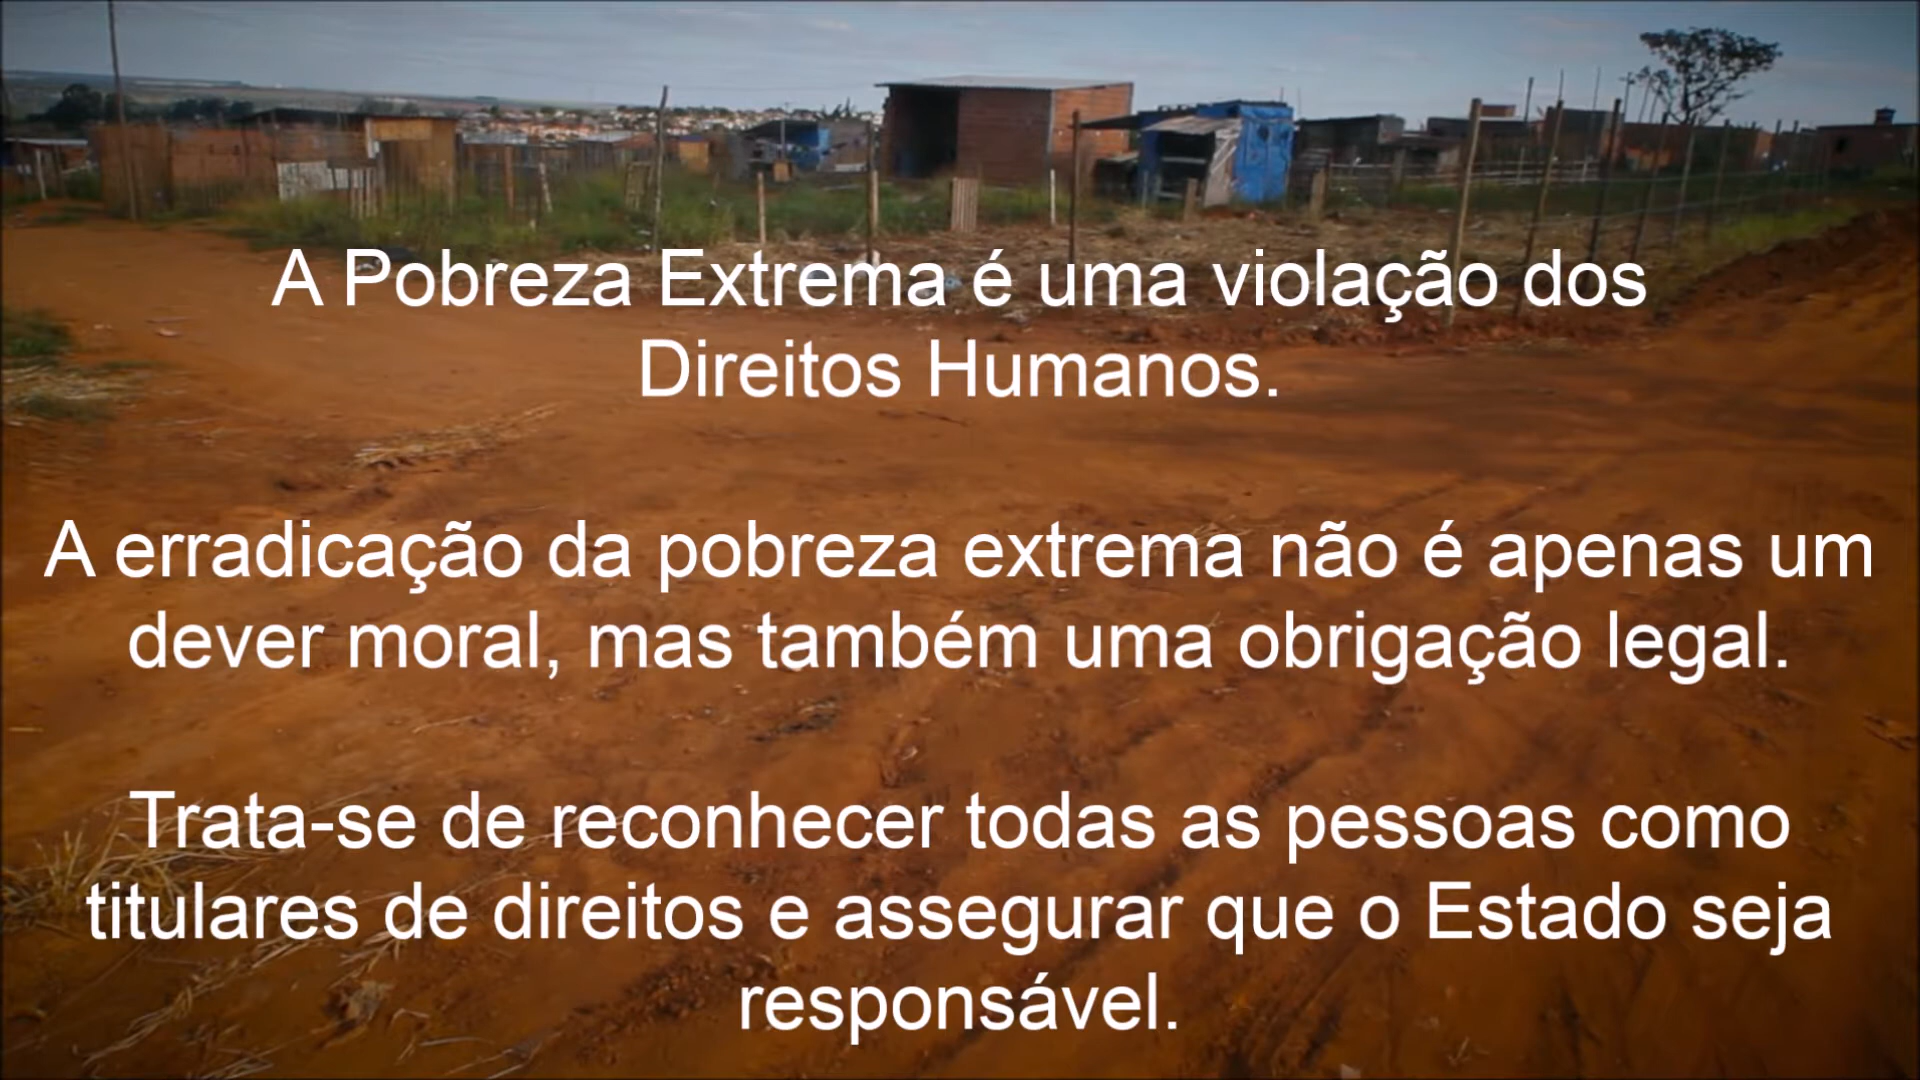 A Pobreza Extrema é uma violação dos
Direitos Humanos.
A erradicação da pobreza extrema não é apenas um
dever moral, mas também uma obrigação legal.
Trata-se de reconhecer todas as pessoas como
titulares de direitos e assegurar que o Estado seja
responsável.